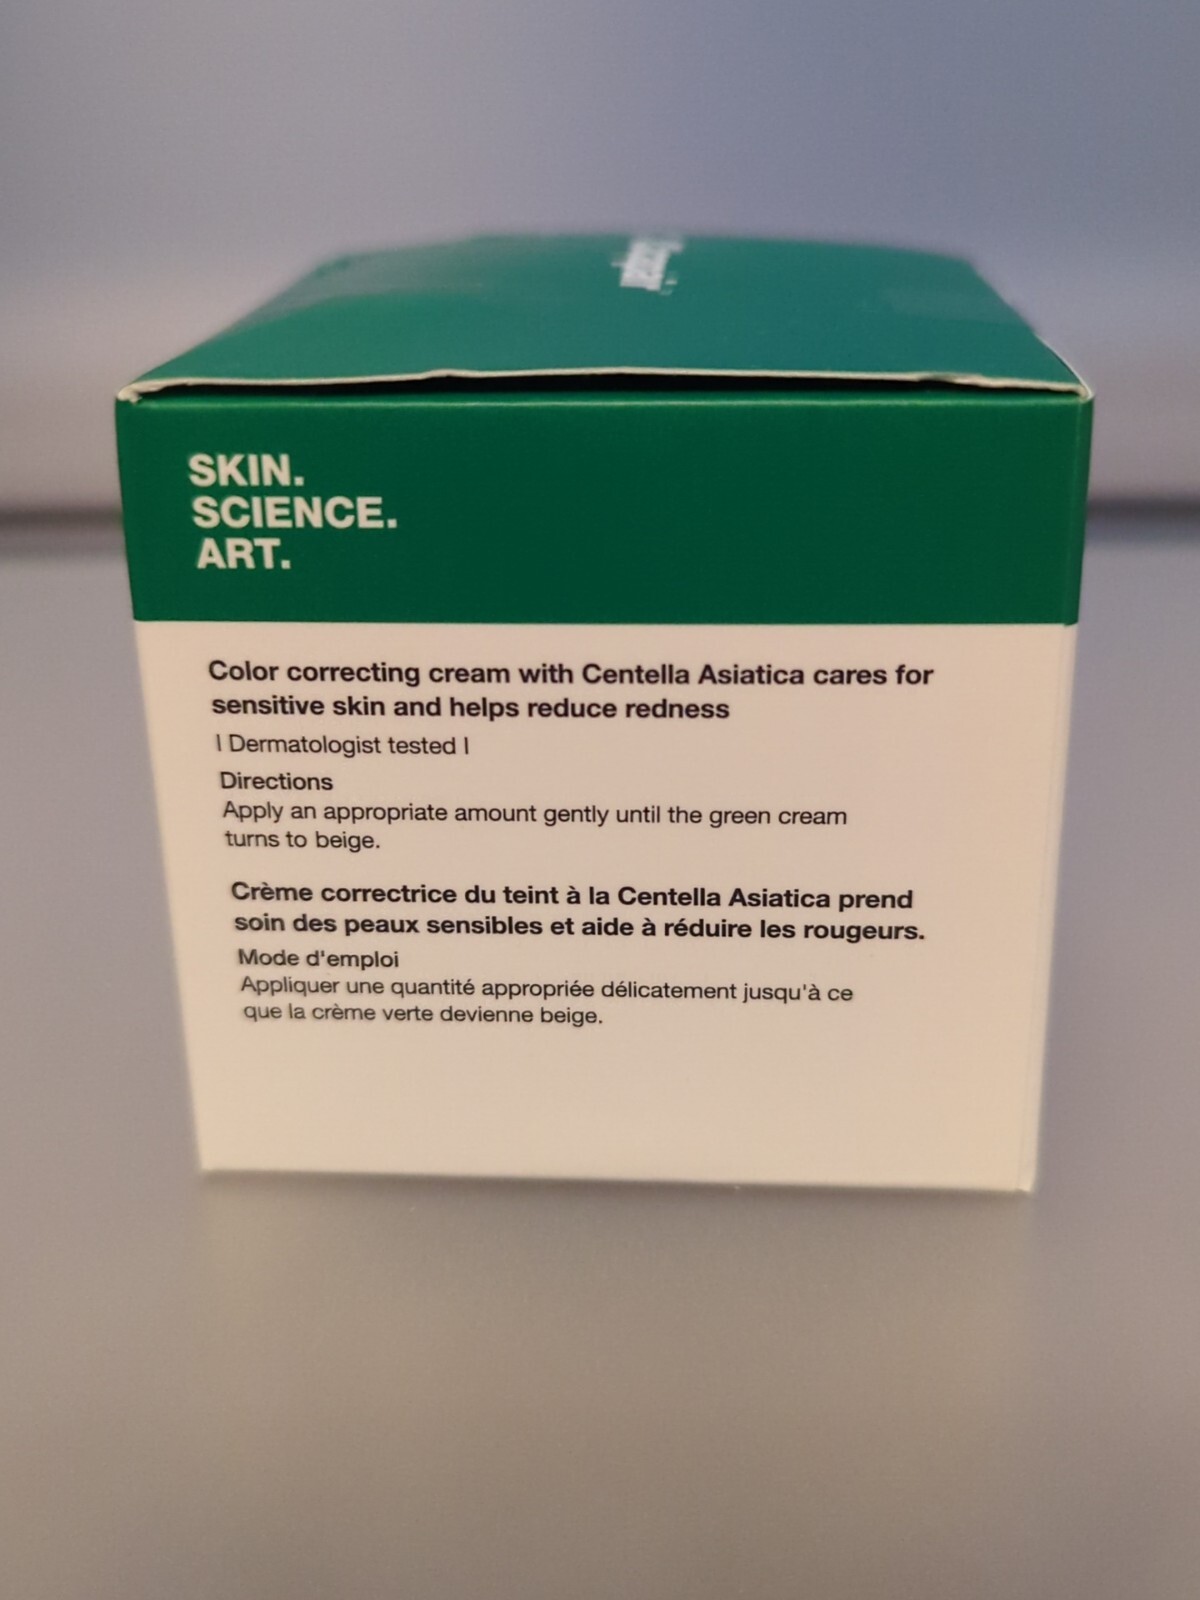 SKIN.
SCIENCE.
ART.
Color correcting cream with Centella Asiatica cares for
sensitive skin and helps reduce redness
| Dermatologist tested |
Directions
Apply an appropriate amount gently until the green cream
turns to beige.
Crème correctrice du teint à la Centella Asiatica prend
soin des peaux sensibles et aide à réduire les rougeurs.
Mode d'emploi
Appliquer une quantité appropriée délicatement jusqu'à ce
que la crème verte devienne beige.